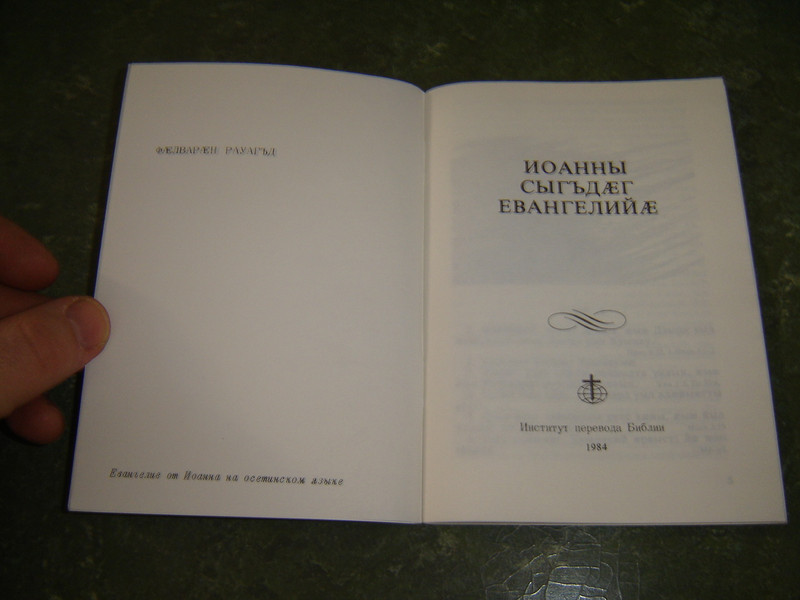 ФÆЛВАРÆН РАУАГЪД
Евангелие от Иоанна на осетинском языке
ИОАННЫ
СЫГЪДÆГ
ЕВАНГЕЛИЙÆ
Институт перевода Библии
1984